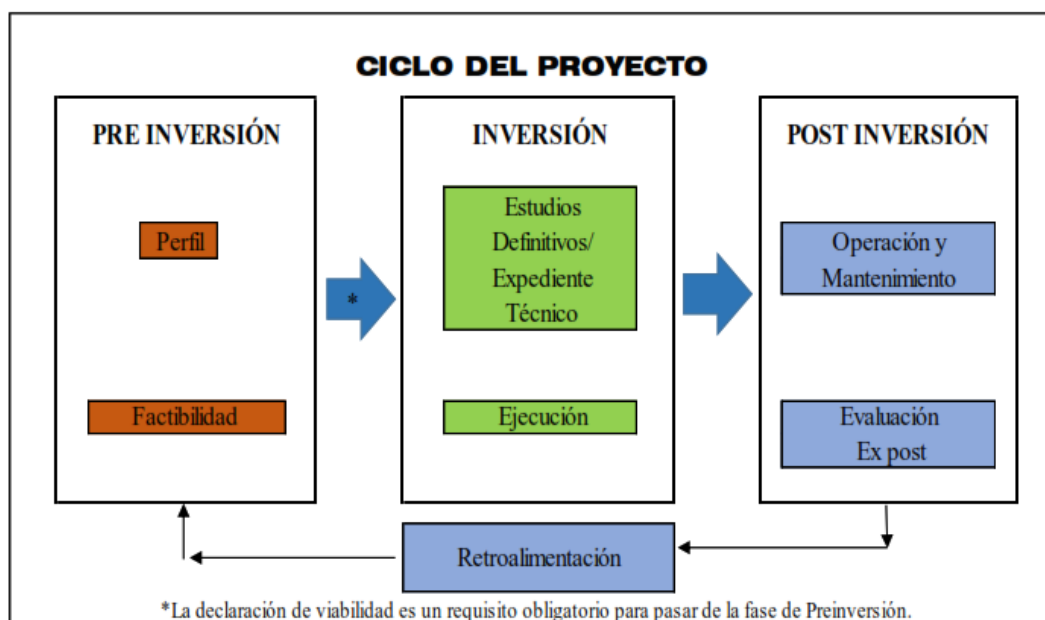 CICLO DEL PROYECTO
PRE INVERSIÓN
Perfil
Factibilidad
*
INVERSIÓN
Estudios
Definitivos/
Expediente
Técnico
Ejecución
POST INVERSIÓN
Operación y
Mantenimiento
Evaluación
Ex post
Retroalimentación
*La declaración de viabilidad es un requisito obligatorio para pasar de la fase de Preinversión.